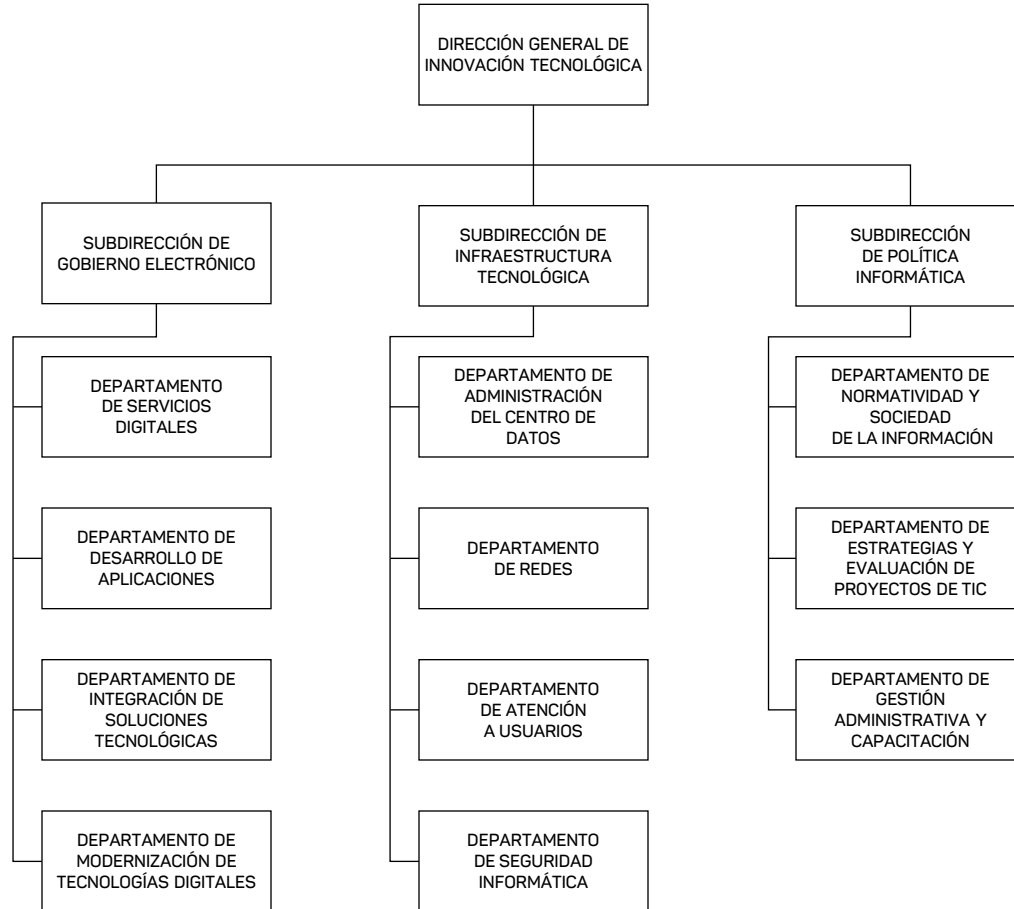 DIRECCIÓN GENERAL DE
INNOVACIÓN TECNOLÓGICA
SUBDIRECCIÓN DE
GOBIERNO ELECTRÓNICO
SUBDIRECCIÓN DE
INFRAESTRUCTURA
TECNOLÓGICA
SUBDIRECCIÓN
DE POLÍTICA
INFORMÁTICA
DEPARTAMENTO
DE SERVICIOS
DIGITALES
DEPARTAMENTO DE
ADMINISTRACIÓN
DEL CENTRO DE
DATOS
DEPARTAMENTO DE
NORMATIVIDAD Y
SOCIEDAD
DE LA INFORMACIÓN
DEPARTAMENTO DE
DESARROLLO DE
APLICACIONES
DEPARTAMENTO
DE REDES
DEPARTAMENTO DE
ESTRATEGIAS Y
EVALUACIÓN DE
PROYECTOS DE TIC
DEPARTAMENTO DE
INTEGRACIÓN DE
SOLUCIONES
TECNOLÓGICAS
DEPARTAMENTO
DE ATENCIÓN
A USUARIOS
DEPARTAMENTO DE
GESTIÓN
ADMINISTRATIVA Y
CAPACITACIÓN
DEPARTAMENTO DE
MODERNIZACIÓN DE
TECNOLOGÍAS DIGITALES
DEPARTAMENTO
DE SEGURIDAD
INFORMÁTICA